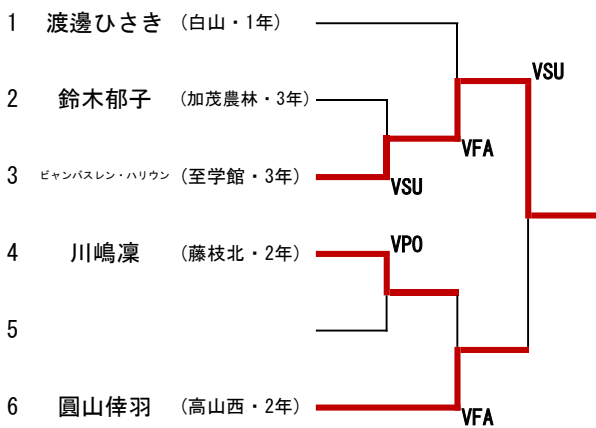 1 渡邊ひさき (白山・1年)
VSU
2 鈴木郁子 (加茂農林・3年)
VFA
3 ビャンバスレン・ハリウン (至学館・3年)
VSU
4 川嶋凜 (藤枝北・2年)
VPO
5
6 圓山倖羽 (高山西・2年)
VFA